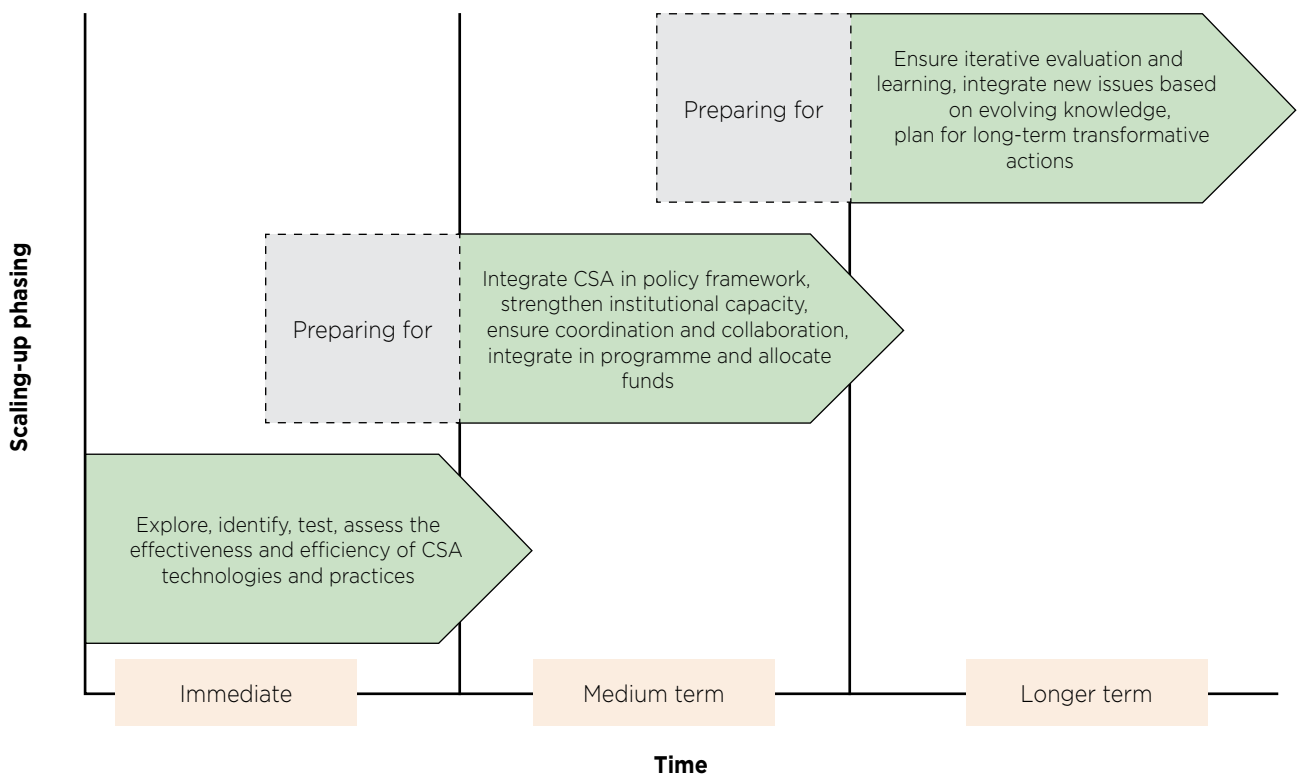 Preparing for
Ensure iterative evaluation and
learning, integrate new issues based
on evolving knowledge,
plan for long-term transformative
actions
Preparing for
Integrate CSA in policy framework,
strengthen institutional capacity,
ensure coordination and collaboration,
integrate in programme and allocate
funds
Scaling-up phasing
Explore, identify, test, assess the
effectiveness and efficiency of CSA
technologies and practices
Immediate
Medium term
Longer term
Time